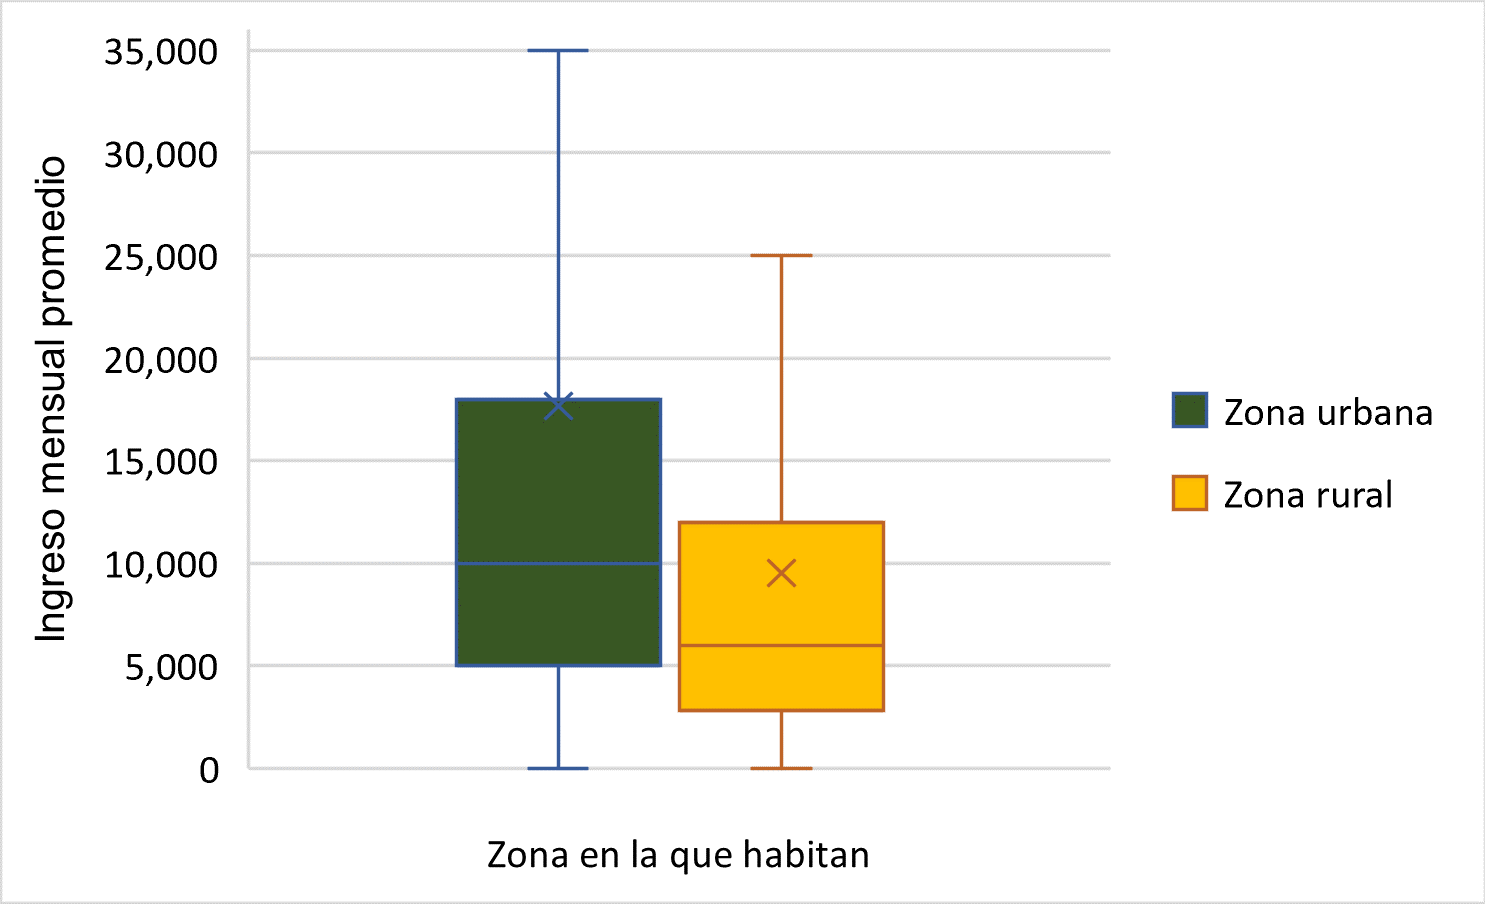 Ingreso mensual promedio
35,000
30,000
25,000
20,000
15,000
10,000
5,000
0
Zona en la que habitan
Zona urbana
Zona rural